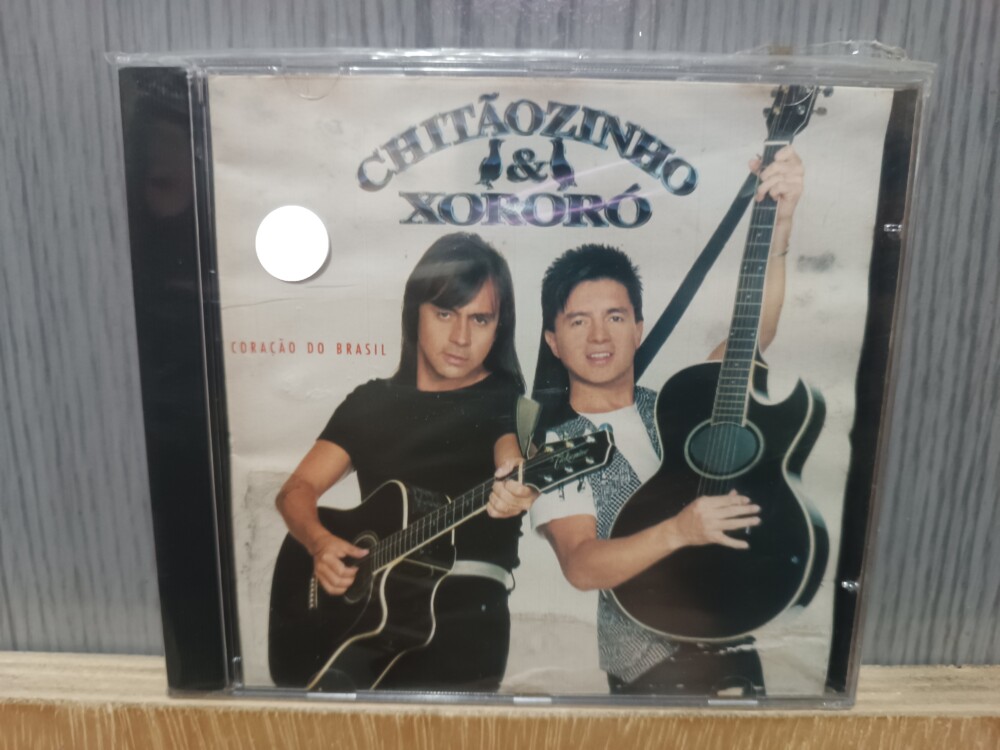 CHITÃOZINHO
&
XORORÓ
CORAÇÃO DO BRASIL